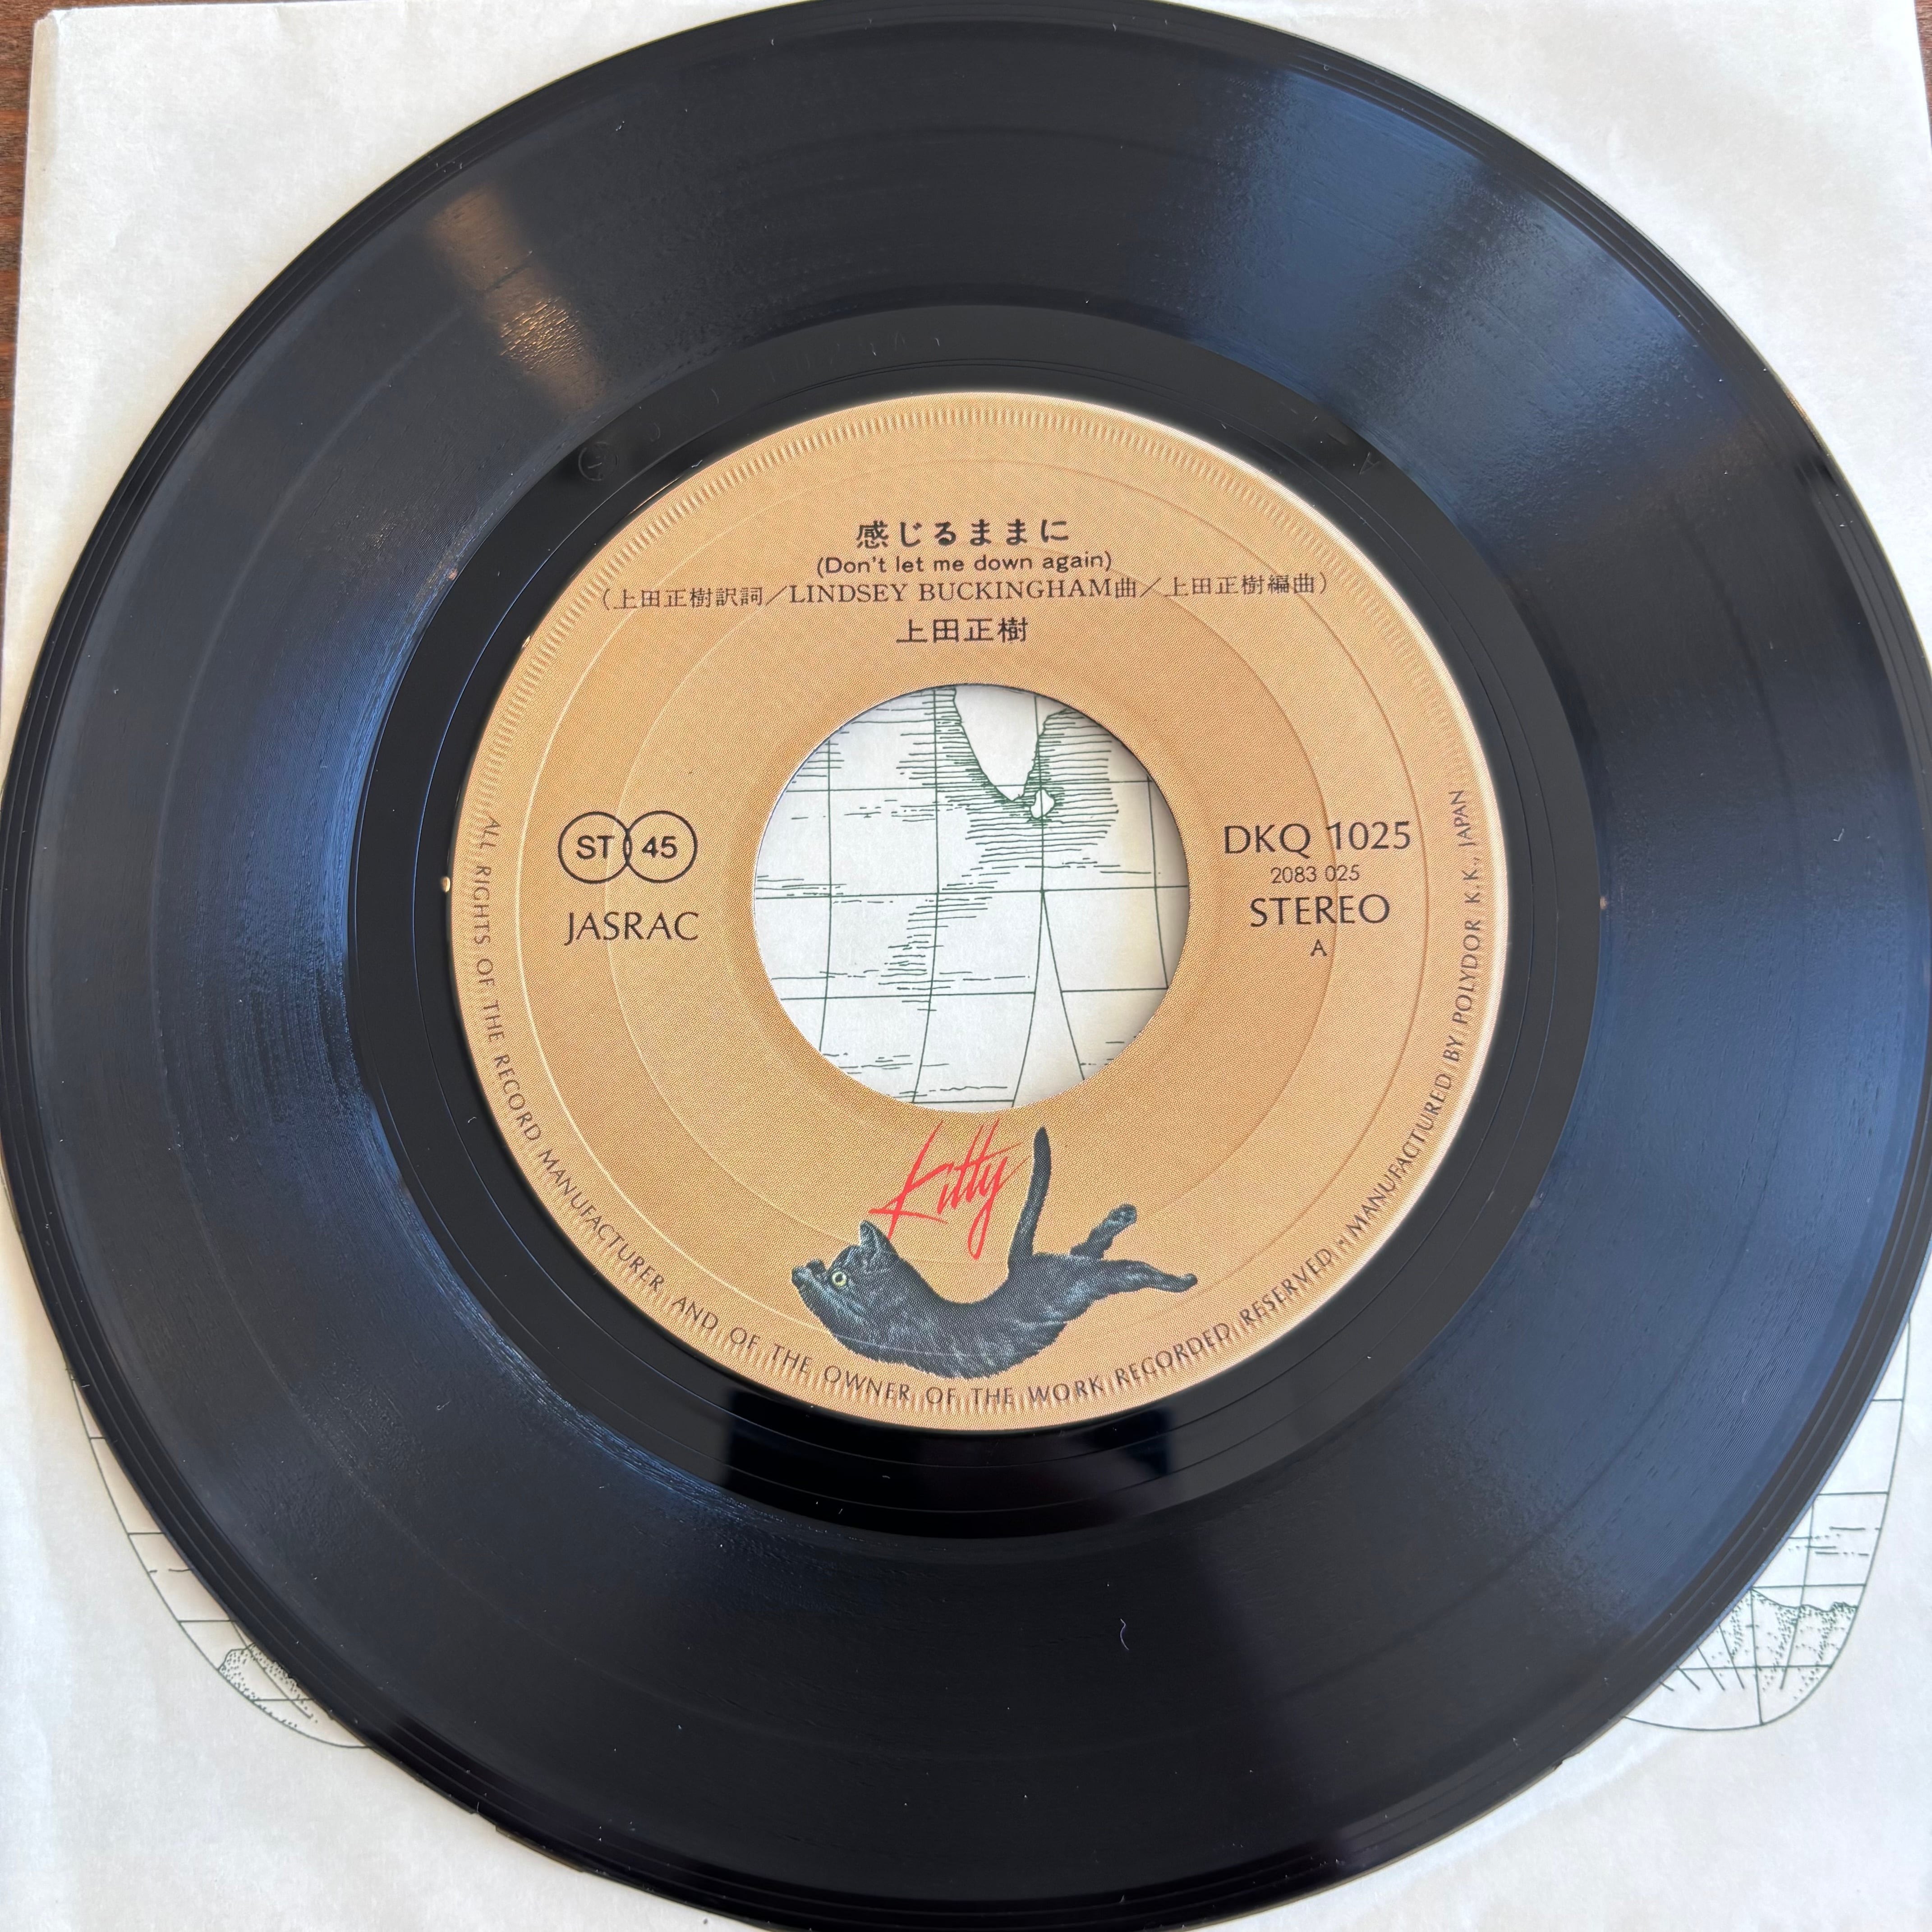 感じるままに
(Don't let me down again)
(上田正樹訳詞/LINDSEY BUCKINGHAM曲/上田正樹編曲)
上田正樹
ST 45
JASRAC
DKQ 1025
2083 025
STEREO
A
Kitty
ALL RIGHTS OF THE RECORD MANUFACTURER AND OF THE OWNER OF THE WORK RECORDED RESERVED • MANUFACTURED BY POLYDOR K.K., JAPAN